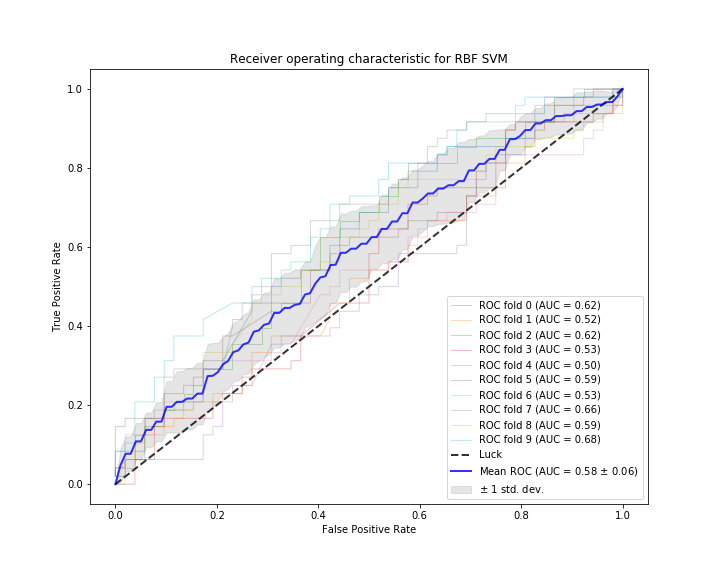 Receiver operating characteristic for RBF SVM
True Positive Rate
1.0
0.8
0.6
0.4
0.2
0.0
ROC fold 0 (AUC = 0.62)
ROC fold 1 (AUC = 0.52)
ROC fold 2 (AUC = 0.62)
ROC fold 3 (AUC = 0.53)
ROC fold 4 (AUC = 0.50)
ROC fold 5 (AUC = 0.59)
ROC fold 6 (AUC = 0.53)
ROC fold 7 (AUC = 0.66)
ROC fold 8 (AUC = 0.59)
ROC fold 9 (AUC = 0.68)
Luck
Mean ROC (AUC = 0.58 ± 0.06)
± 1 std. dev.
0.0 0.2 0.4 0.6 0.8 1.0
False Positive Rate